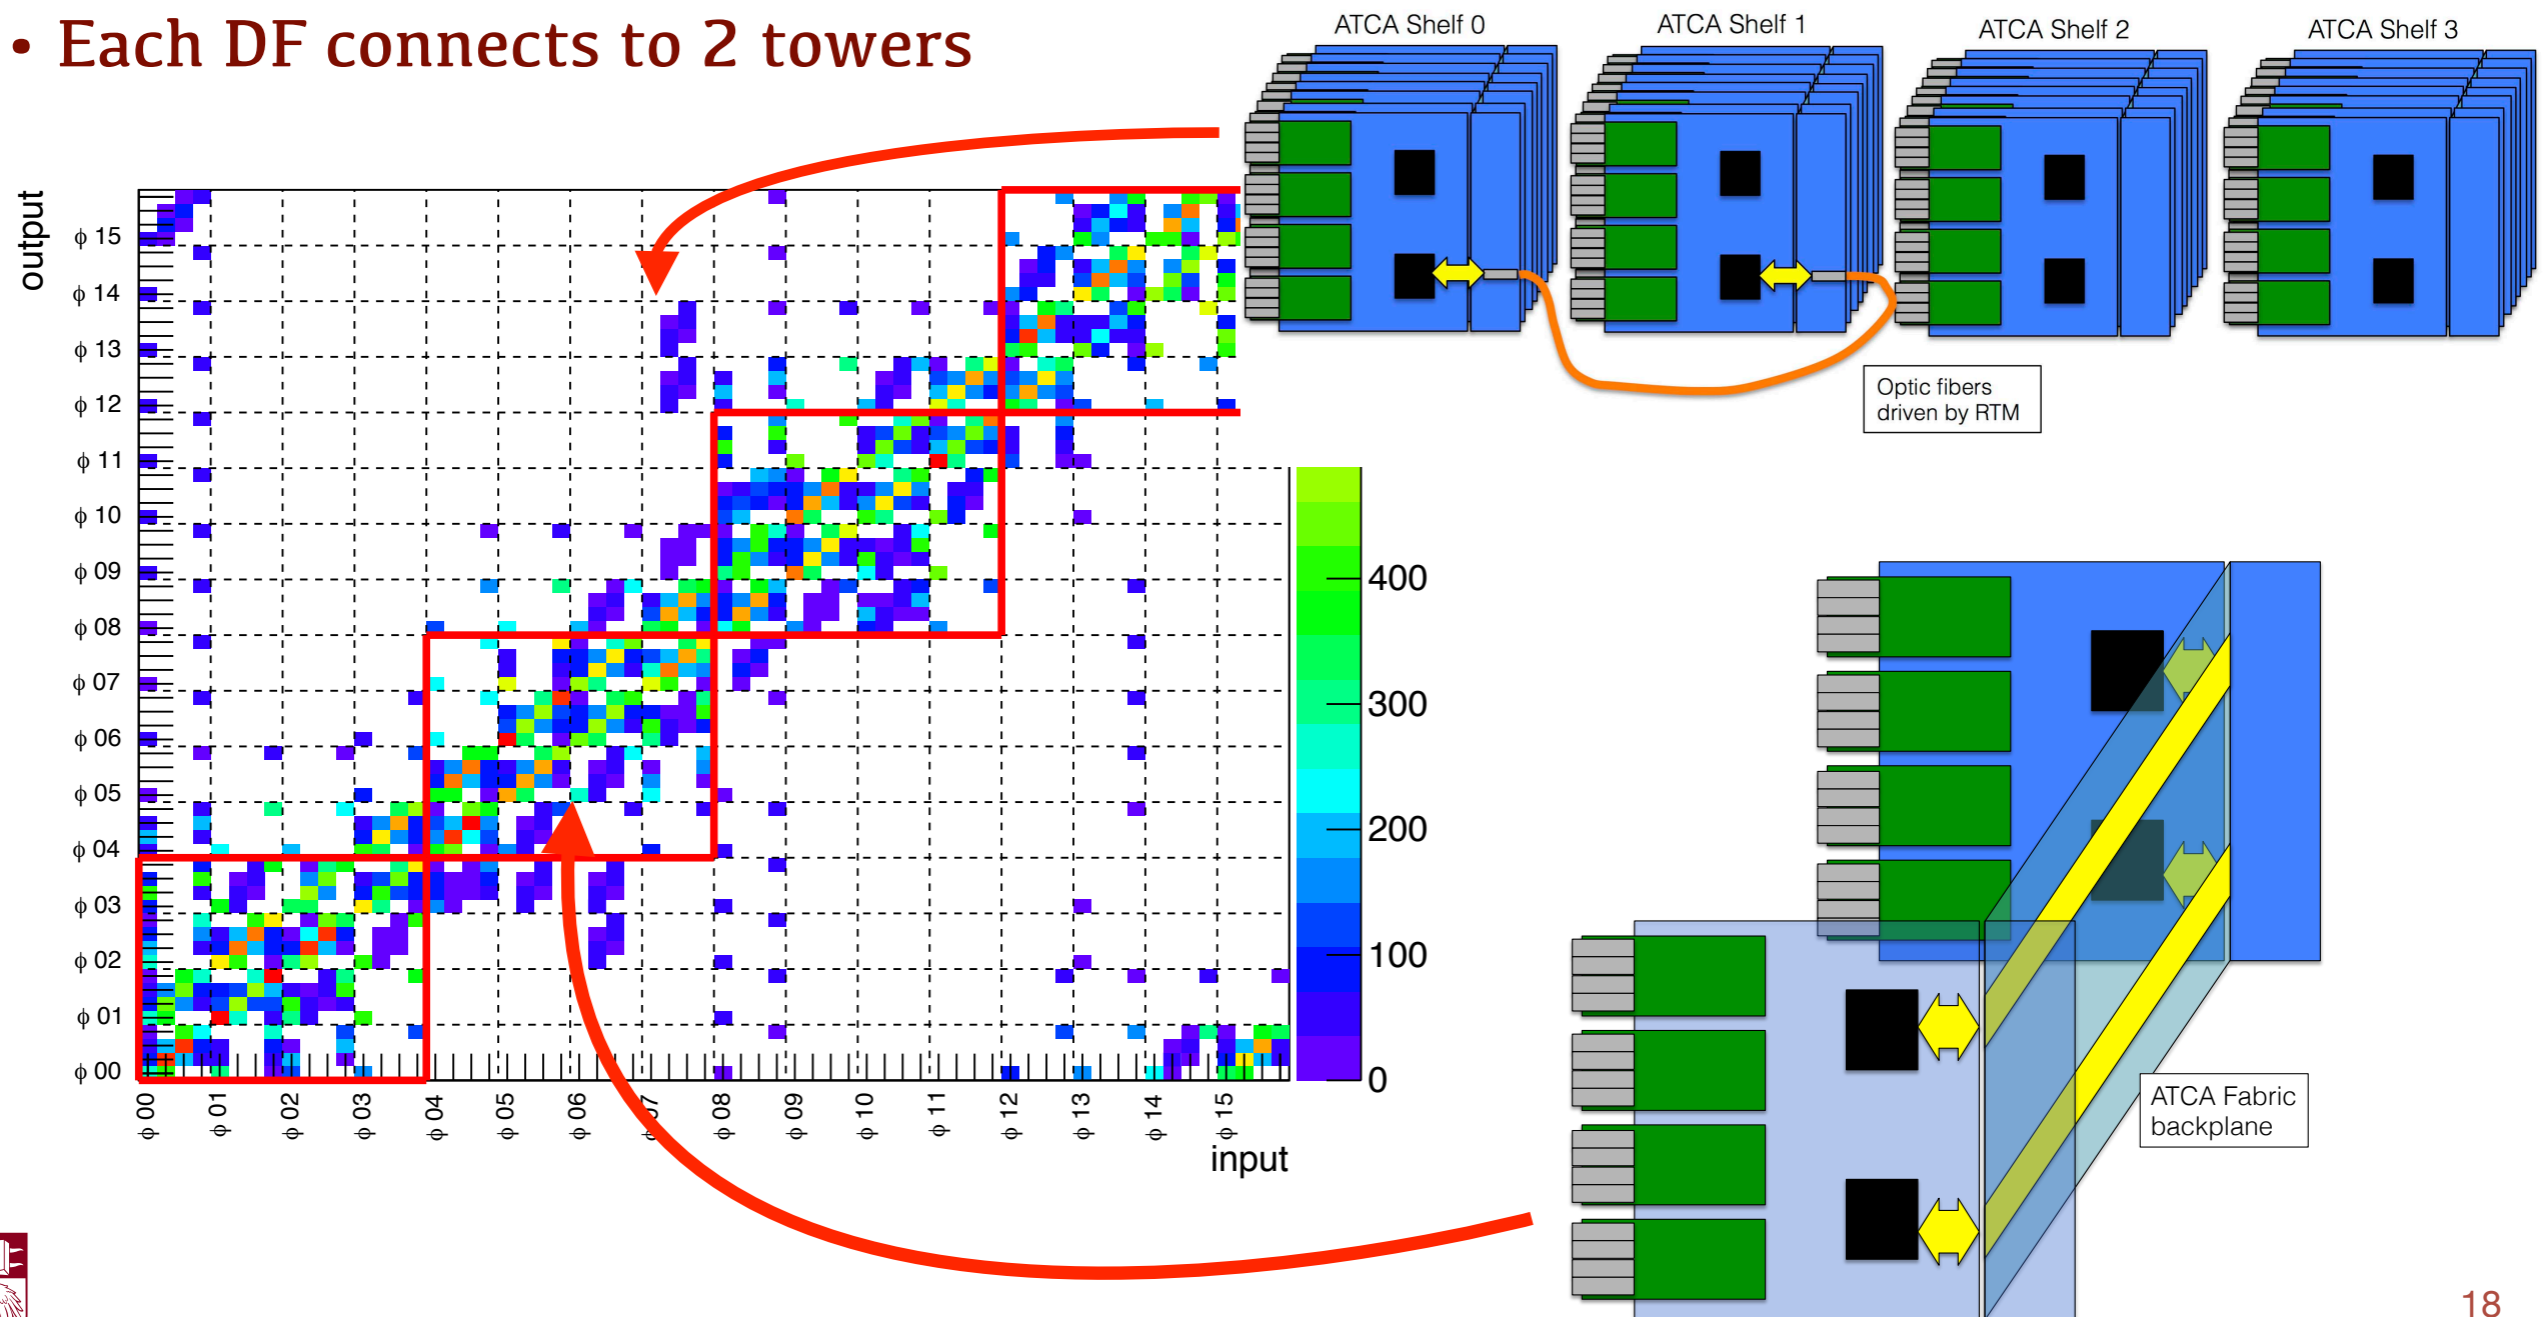 • Each DF connects to 2 towers
ATCA Shelf 0
ATCA Shelf 1
ATCA Shelf 2
ATCA Shelf 3
Optic fibers
driven by RTM
output
ϕ 15
ϕ 14
ϕ 13
ϕ 12
ϕ 11
ϕ 10
ϕ 09
ϕ 08
ϕ 07
ϕ 06
ϕ 05
ϕ 04
ϕ 03
ϕ 02
ϕ 01
ϕ 00
ϕ 00
ϕ 01
ϕ 02
ϕ 03
ϕ 04
ϕ 05
ϕ 06
ϕ 07
ϕ 08
ϕ 09
ϕ 10
ϕ 11
ϕ 12
ϕ 13
ϕ 14
ϕ 15
input
400
300
200
100
0
ATCA Fabric
backplane
18